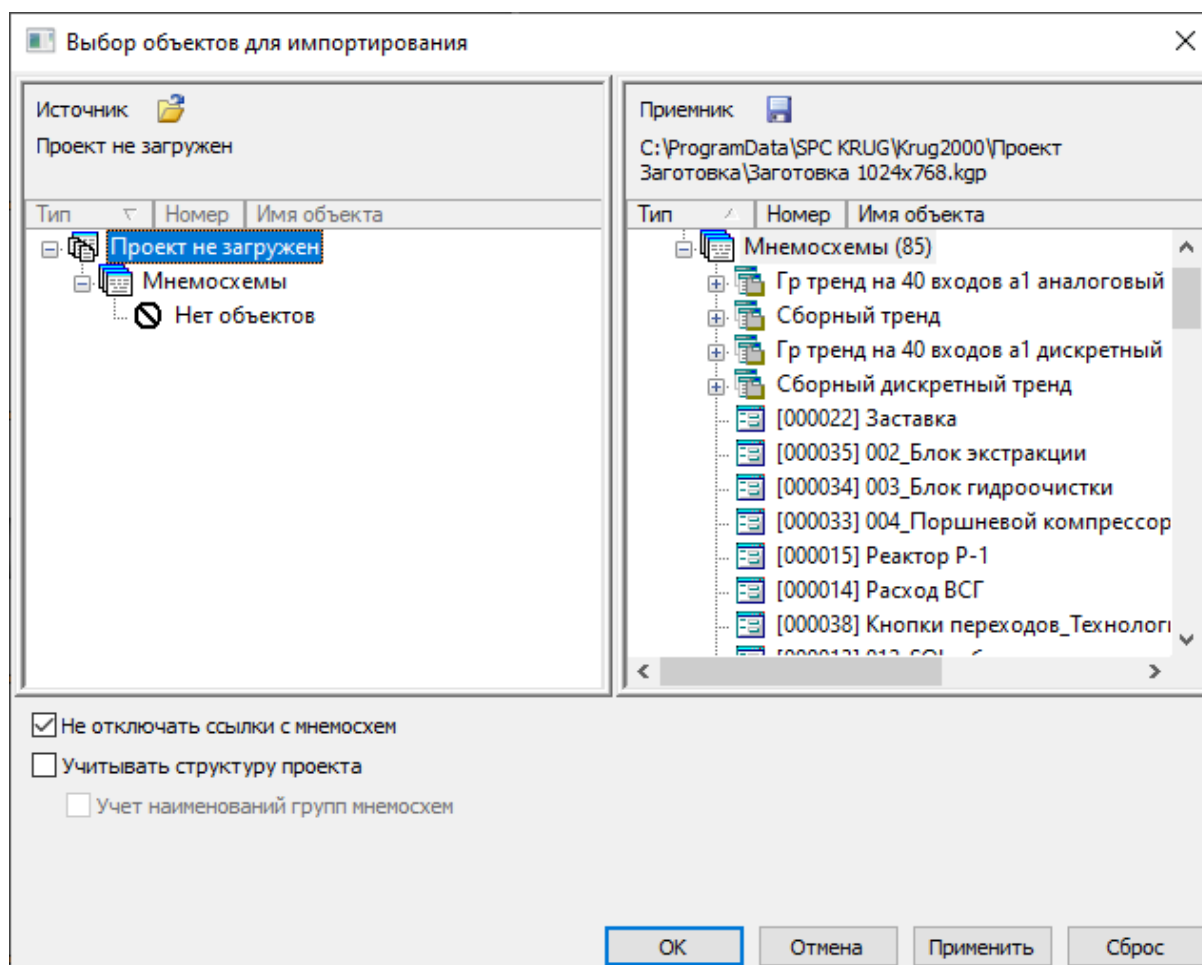 Выбор объектов для импортирования
Источник
Проект не загружен
Тип Номер Имя объекта
Проект не загружен
Мнемосхемы
Нет объектов
Приемник
C:\ProgramData\SPC KRUG\Krug2000\Проект
Заготовка\Заготовка 1024x768.kgp
Тип Номер Имя объекта
Мнемосхемы (85)
Гр тренд на 40 входов а1 аналоговый
Сборный тренд
Гр тренд на 40 входов а1 дискретный
Сборный дискретный тренд
[000022] Заставка
[000035] 002_Блок экстракции
[000034] 003_Блок гидроочистки
[000033] 004_Поршневой компрессор
[000015] Реактор Р-1
[000014] Расход ВСГ
[000038] Кнопки переходов_Технолог
Не отключать ссылки с мнемосхем
Учитывать структуру проекта
Учет наименований групп мнемосхем
ОК Отмена Применить Сброс